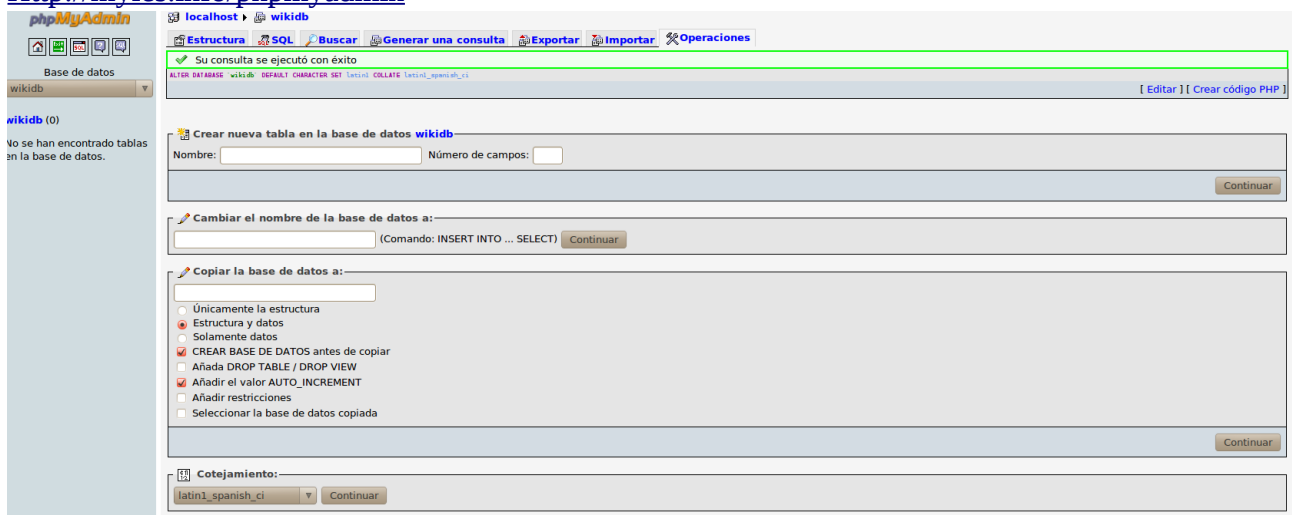 phpMyAdmin
Base de datos
wikidb
wikidb (0)
No se han encontrado tablas
en la base de datos.
localhost wikidb
Estructura SQL Buscar Generar una consulta Exportar Importar Operaciones
Su consulta se ejecutó con éxito
ALTER DATABASE `wikidb` DEFAULT CHARACTER SET latin1 COLLATE latin1_spanish_ci
[ Editar ] [ Crear código PHP ]
Crear nueva tabla en la base de datos wikidb
Nombre: Número de campos:
Continuar
Cambiar el nombre de la base de datos a:
(Comando: INSERT INTO ... SELECT) Continuar
Copiar la base de datos a:
Únicamente la estructura
Estructura y datos
Solamente datos
CREAR BASE DE DATOS antes de copiar
Añada DROP TABLE / DROP VIEW
Añadir el valor AUTO_INCREMENT
Añadir restricciones
Seleccionar la base de datos copiada
Continuar
Cotejamiento:
latin1_spanish_ci Continuar